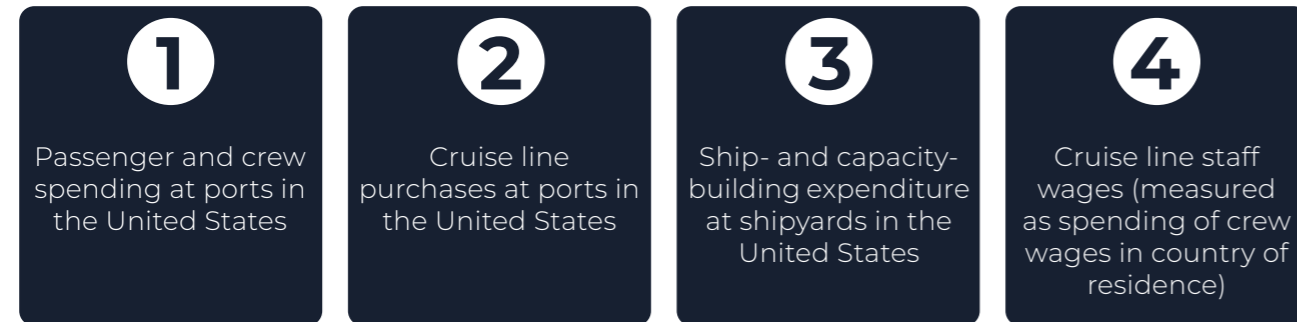 1
Passenger and crew
spending at ports in
the United States
2
Cruise line
purchases at ports in
the United States
3
Ship- and capacity-
building expenditure
at shipyards in the
United States
4
Cruise line staff
wages (measured
as spending of crew
wages in country of
residence)